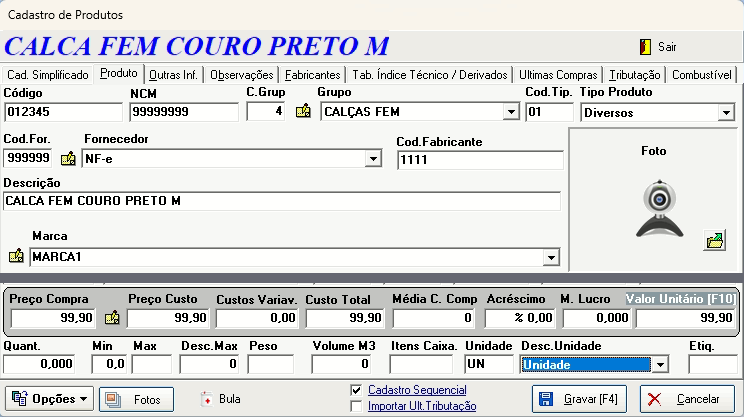 Cadastro de Produtos
CALCA FEM COURO PRETO M
Sair
Cad. Simplificado Produto Outras Inf. Observações Fabricantes Tab. Índice Técnico / Derivados Ultimas Compras Tributação Combustível
Código NCM C.Grup Grupo Cod.Tip. Tipo Produto
012345 99999999 4 CALÇAS FEM 01 Diversos
Cod.For. Fornecedor Cod.Fabricante Foto
999999 NF-e 1111
Descrição
CALCA FEM COURO PRETO M
Marca
MARCA1
Preço Compra Preço Custo Custos Variav. Custo Total Média C. Comp Acréscimo M. Lucro Valor Unitário [F10]
99,90 99,90 0,00 99,90 0 % 0,00 0,000 99,90
Quant. Min Max Desc.Max Peso Volume M3 Itens Caixa. Unidade Desc.Unidade Etiq.
0,000 0,0 0 0 UN Unidade
Opções Fotos Bula Cadastro Sequencial Gravar [F4] Cancelar
Importar Ult.Tributação